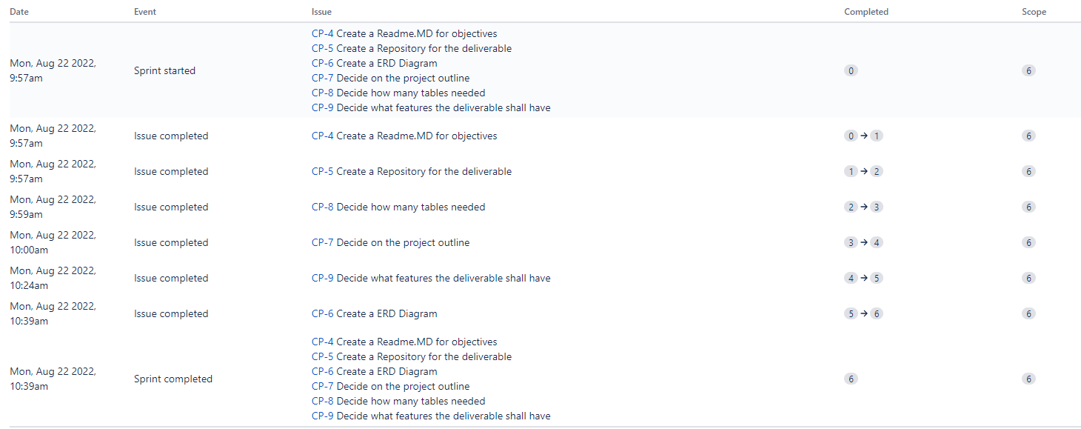 Date Event Issue Completed Scope
CP-4 Create a Readme.MD for objectives
CP-5 Create a Repository for the deliverable
CP-6 Create a ERD Diagram
Mon, Aug 22 2022, 9:57am Sprint started 0 6
CP-7 Decide on the project outline
CP-8 Decide how many tables needed
CP-9 Decide what features the deliverable shall have
Mon, Aug 22 2022, 9:57am Issue completed CP-4 Create a Readme.MD for objectives 0 → 1 6
Mon, Aug 22 2022, 9:57am Issue completed CP-5 Create a Repository for the deliverable 1 → 2 6
Mon, Aug 22 2022, 9:59am Issue completed CP-8 Decide how many tables needed 2 → 3 6
Mon, Aug 22 2022, 10:00am Issue completed CP-7 Decide on the project outline 3 → 4 6
Mon, Aug 22 2022, 10:24am Issue completed CP-9 Decide what features the deliverable shall have 4 → 5 6
Mon, Aug 22 2022, 10:39am Issue completed CP-6 Create a ERD Diagram 5 → 6 6
CP-4 Create a Readme.MD for objectives
CP-5 Create a Repository for the deliverable
CP-6 Create a ERD Diagram
Mon, Aug 22 2022, 10:39am Sprint completed 6 6
CP-7 Decide on the project outline
CP-8 Decide how many tables needed
CP-9 Decide what features the deliverable shall have